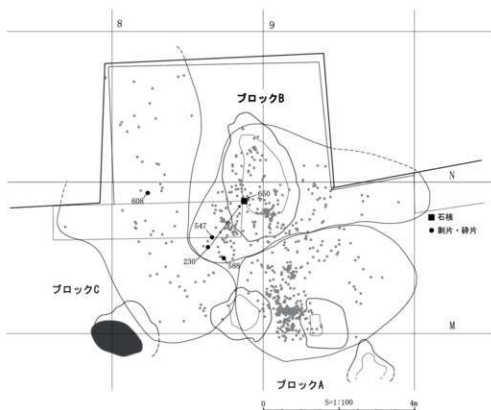 8
9
ブロックB
N
608
650
■ 石核
● 剥片・砕片
547
230
588
ブロックC
M
ブロックA
S=1:100
0
4m